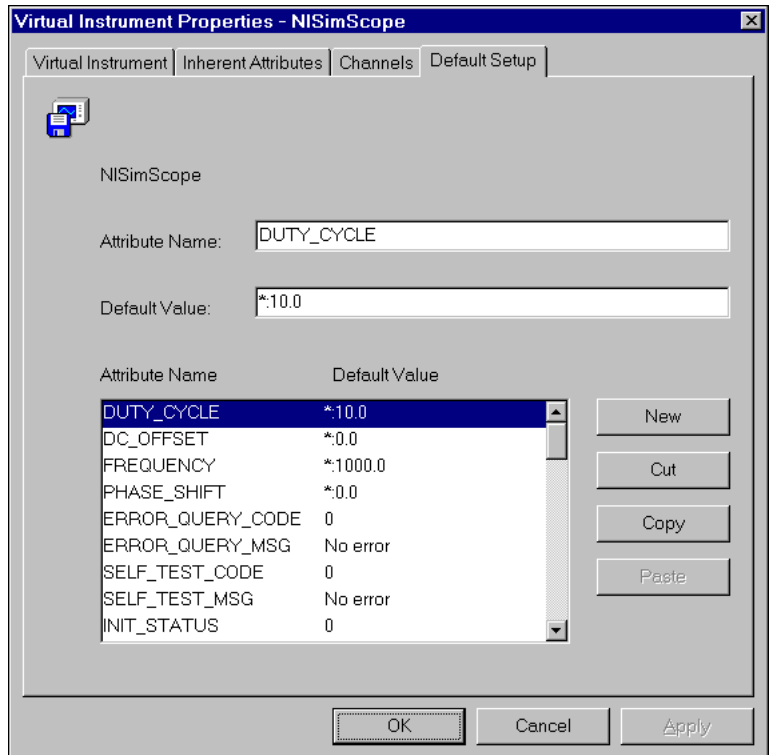 Virtual Instrument Properties - NISimScope
Virtual Instrument Inherent Attributes Channels Default Setup
NISimScope
Attribute Name: DUTY_CYCLE
Default Value: *:10.0
Attribute Name Default Value
DUTY_CYCLE *:10.0
DC_OFFSET *:0.0
FREQUENCY *:1000.0
PHASE_SHIFT *:0.0
ERROR_QUERY_CODE 0
ERROR_QUERY_MSG No error
SELF_TEST_CODE 0
SELF_TEST_MSG No error
INIT_STATUS 0
New
Cut
Copy
Paste
OK Cancel Apply